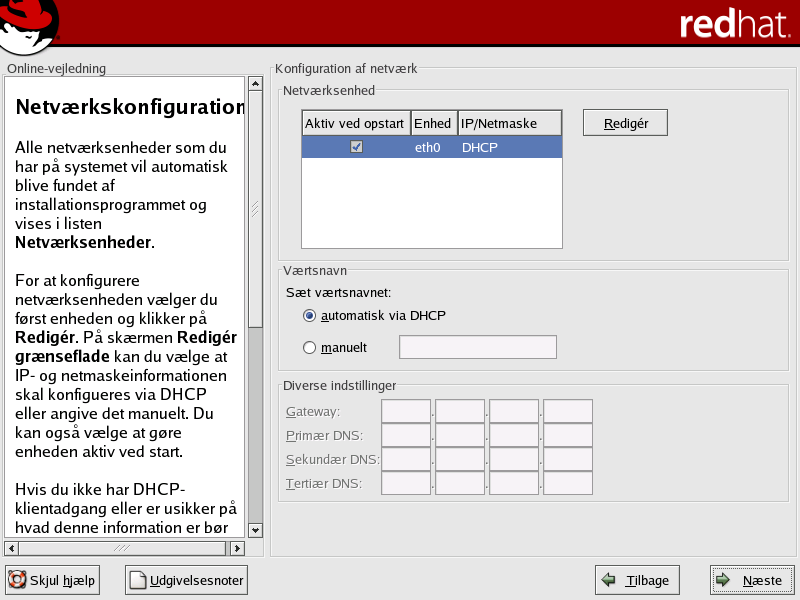 redhat.
Online-vejledning
Netværkskonfiguration
Alle netværksenheder som du
har på systemet vil automatisk
blive fundet af
installationsprogrammet og
vises i listen
Netværksenheder.
For at konfigurere
netværksenheden vælger du
først enheden og klikker på
Redigér. På skærmen Redigér
grænseflade kan du vælge at
IP- og netmaskeinformationen
skal konfigueres via DHCP
eller angive det manuelt. Du
kan også vælge at gøre
enheden aktiv ved start.
Hvis du ikke har DHCP-
klientadgang eller er usikker på
hvad denne information er bør
Konfiguration af netværk
Netværksenhed
Aktiv ved opstart Enhed IP/Netmaske
eth0 DHCP
Redigér
Værtsnavn
Sæt værtsnavnet:
automatisk via DHCP
manuelt
Diverse indstillinger
Gateway:
Primær DNS:
Sekundær DNS:
Tertiær DNS:
Skjul hjælp
Udgivelsesnoter
Tilbage
Næste